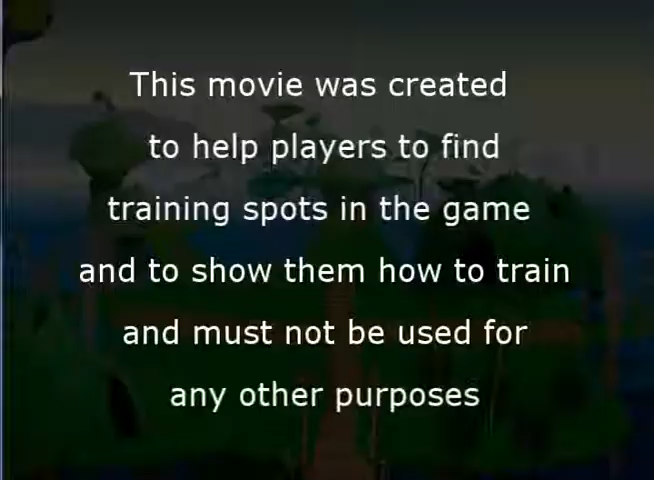 This movie was created
to help players to find
training spots in the game
and to show them how to train
and must not be used for
any other purposes